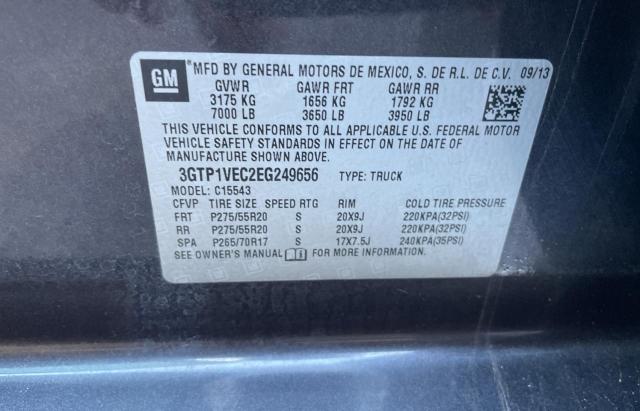 GM MFD BY GENERAL MOTORS DE MEXICO, S. DE R.L. DE C.V. 09/13
GVWR GAWR FRT GAWR RR
3175 KG 1656 KG 1792 KG
7000 LB 3650 LB 3950 LB
THIS VEHICLE CONFORMS TO ALL APPLICABLE U.S. FEDERAL MOTOR
VEHICLE SAFETY STANDARDS IN EFFECT ON THE DATE OF
MANUFACTURE SHOWN ABOVE.
3GTP1VEC2EG249656 TYPE: TRUCK
MODEL: C15543
CFVP TIRE SIZE SPEED RTG RIM COLD TIRE PRESSURE
FRT P275/55R20 S 20X9J 220KPA(32PSI)
RR P275/55R20 S 20X9J 220KPA(32PSI)
SPA P265/70R17 S 17X7.5J 240KPA(35PSI)
SEE OWNER'S MANUAL FOR MORE INFORMATION.